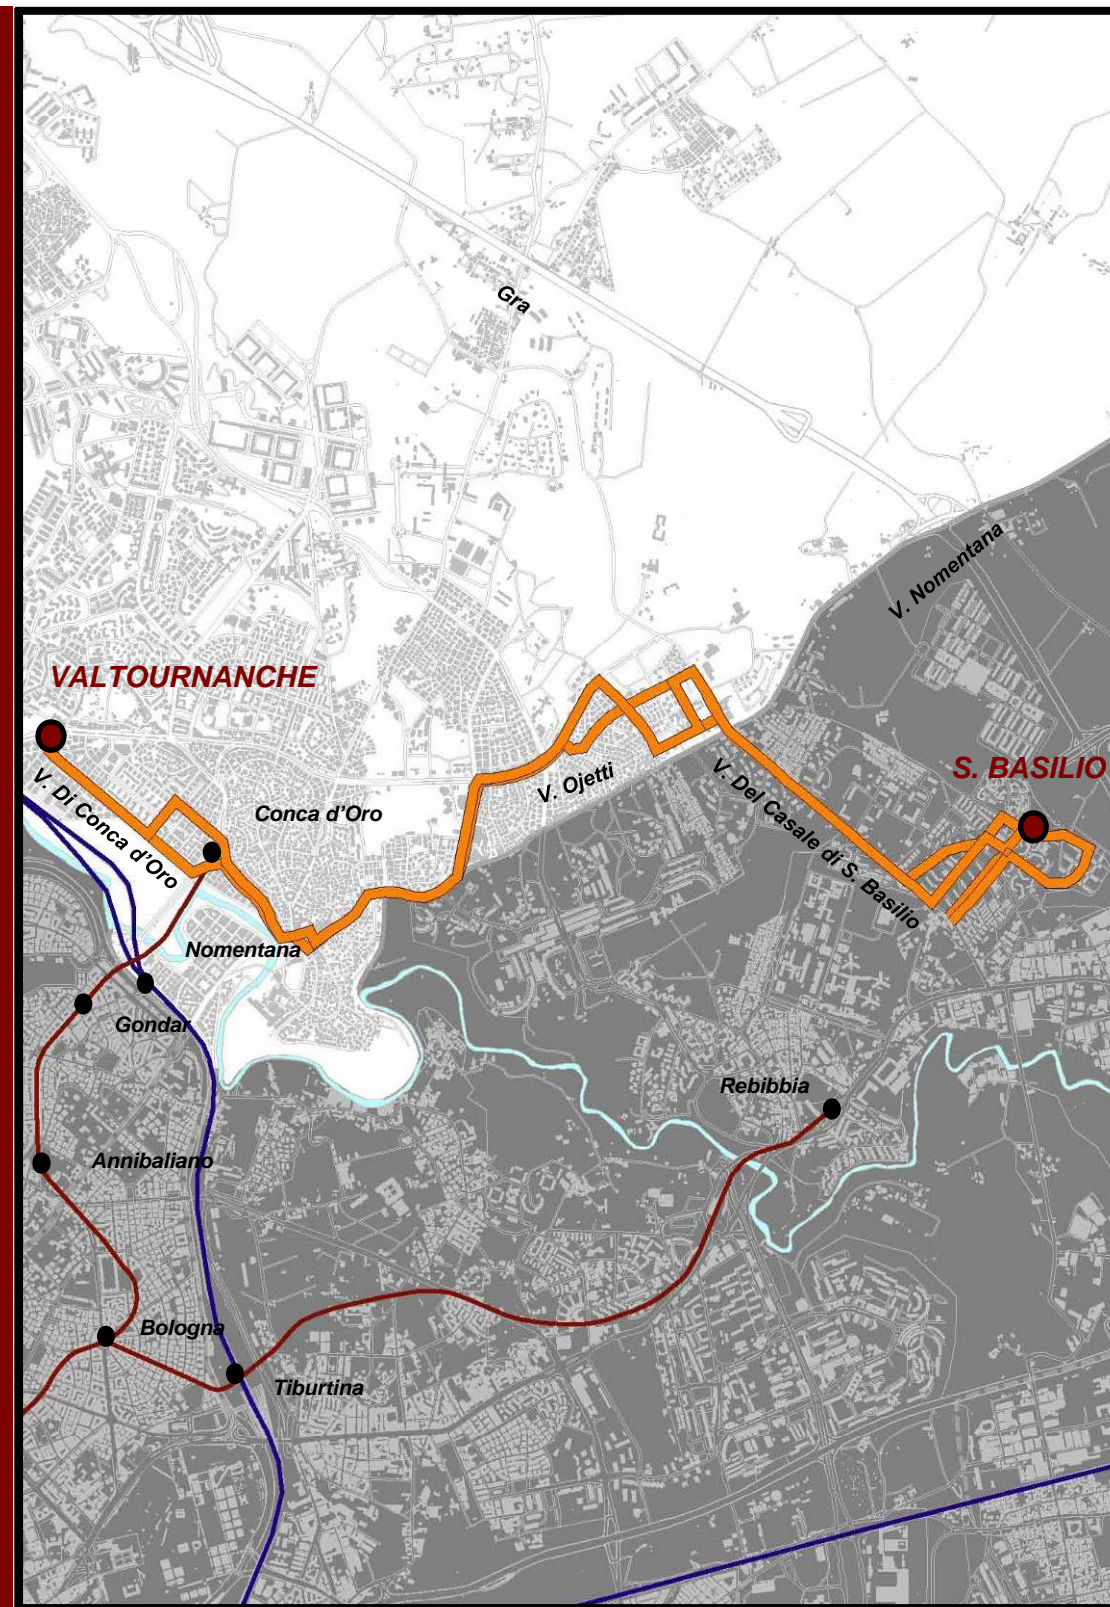 Gra
V. Nomentana
VALTOURNANCHE
S. BASILIO
V. Di Conca d'Oro
Conca d'Oro
V. Ojetti
V. Del Casale di S. Basilio
Nomentana
Gondar
Rebibbia
Annibaliano
Bologna
Tiburtina